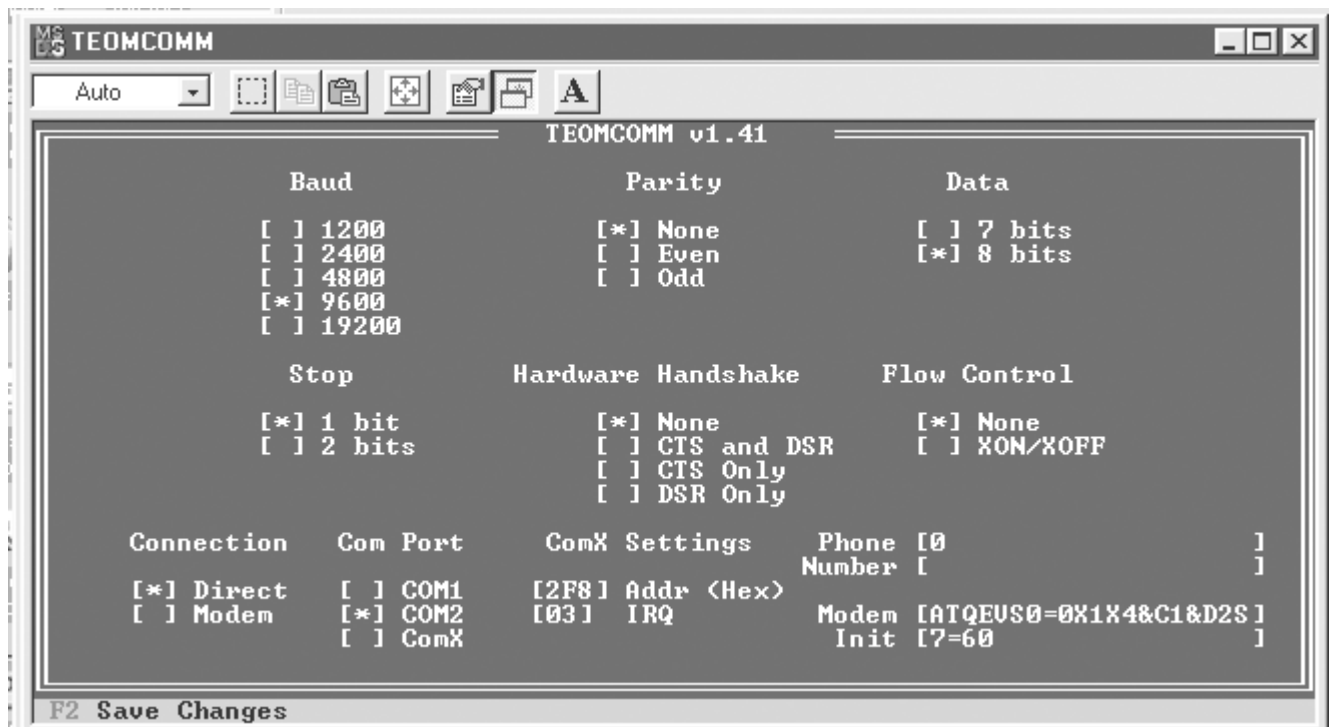 MS DOS TEOMCOMM
Auto
A
TEOMCOMM v1.41
Baud Parity Data
[ ] 1200 [*] None [ ] 7 bits
[ ] 2400 [ ] Even [*] 8 bits
[ ] 4800 [ ] Odd
[*] 9600
[ ] 19200
Stop Hardware Handshake Flow Control
[*] 1 bit [*] None [*] None
[ ] 2 bits [ ] CTS and DSR [ ] XON/XOFF
[ ] CTS Only
[ ] DSR Only
Connection Com Port ComX Settings Phone [0 ]
Number [ ]
[*] Direct [ ] COM1 [2F8] Addr (Hex)
[ ] Modem [*] COM2 [03] IRQ Modem [ATQEVS0=0X1X4&C1&D2S]
[ ] ComX Init [7=60 ]
F2 Save Changes